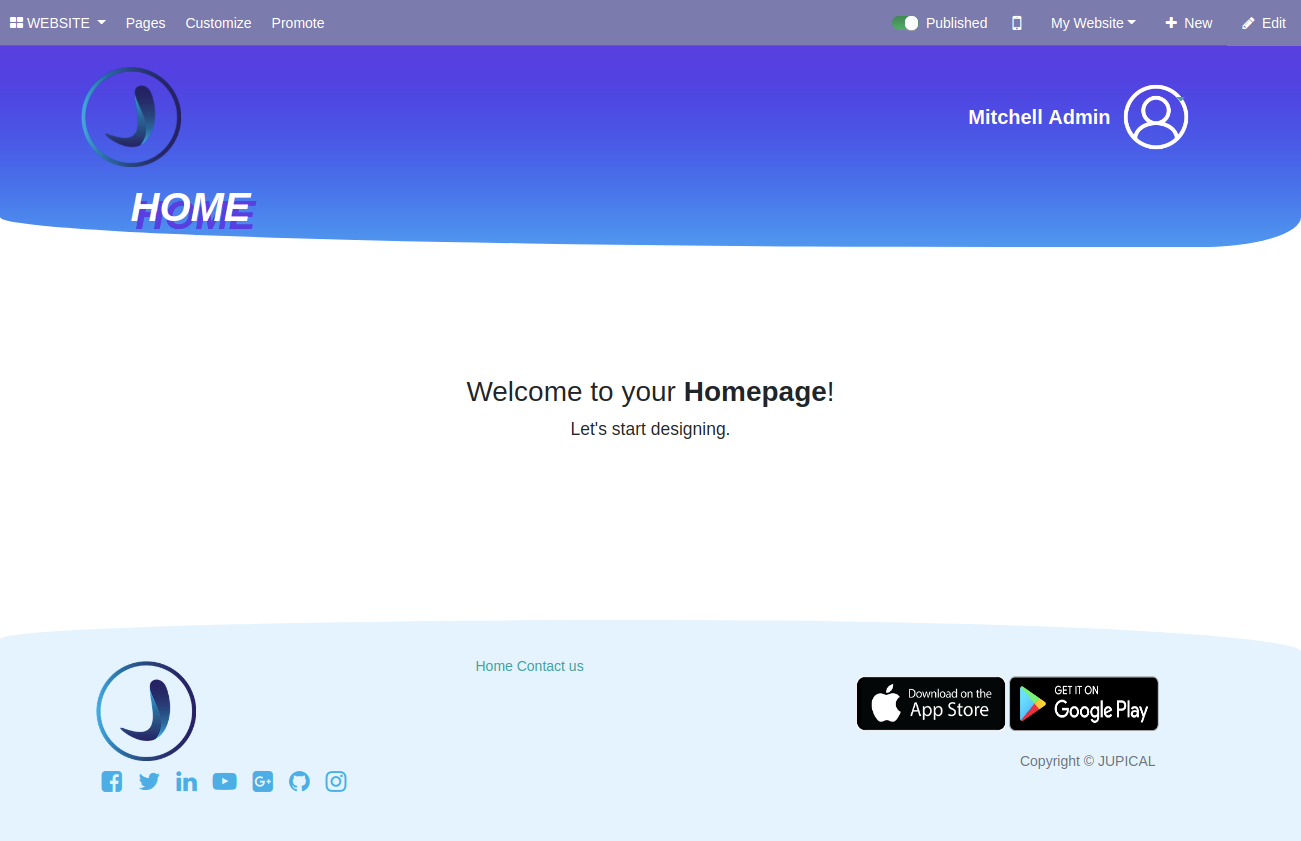 WEBSITE Pages Customize Promote Published My Website New Edit
Mitchell Admin
HOME
Welcome to your Homepage!
Let's start designing.
Home Contact us
Download on the
App Store
GET IT ON
Google Play
Copyright © JUPICAL